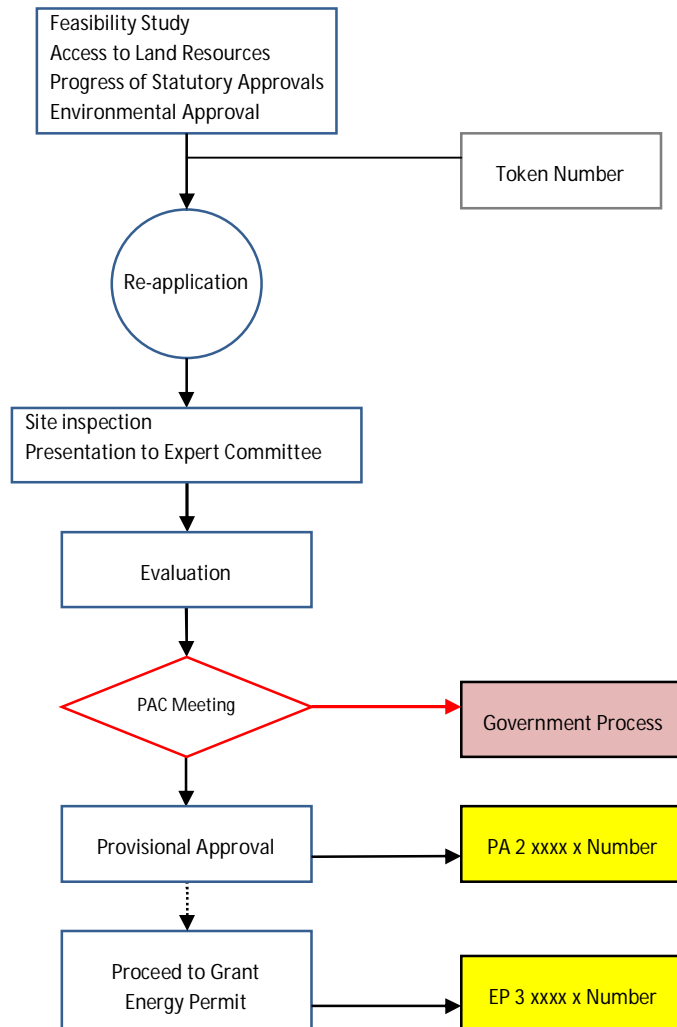 Feasibility Study
Access to Land Resources
Progress of Statutory Approvals
Environmental Approval
Token Number
Re-application
Site inspection
Presentation to Expert Committee
Evaluation
PAC Meeting
Government Process
Provisional Approval
PA 2 xxxx x Number
Proceed to Grant
Energy Permit
EP 3 xxxx x Number